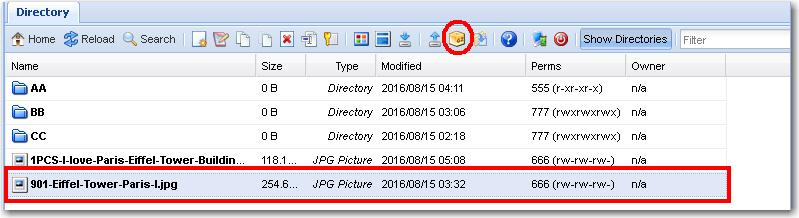 Directory
Home Reload Search Show Directories Filter
Name Size Type Modified Perms Owner
AA 0 B Directory 2016/08/15 04:11 555 (r-xr-xr-x) n/a
BB 0 B Directory 2016/08/15 03:06 777 (rwxrwxrwx) n/a
CC 0 B Directory 2016/08/15 02:18 777 (rwxrwxrwx) n/a
1PCS-I-love-Paris-Eiffel-Tower-Buildin... 118.1... JPG Picture 2016/08/15 05:08 666 (rw-rw-rw-) n/a
901-Eiffel-Tower-Paris-I.jpg 254.6... JPG Picture 2016/08/15 03:32 666 (rw-rw-rw-) n/a